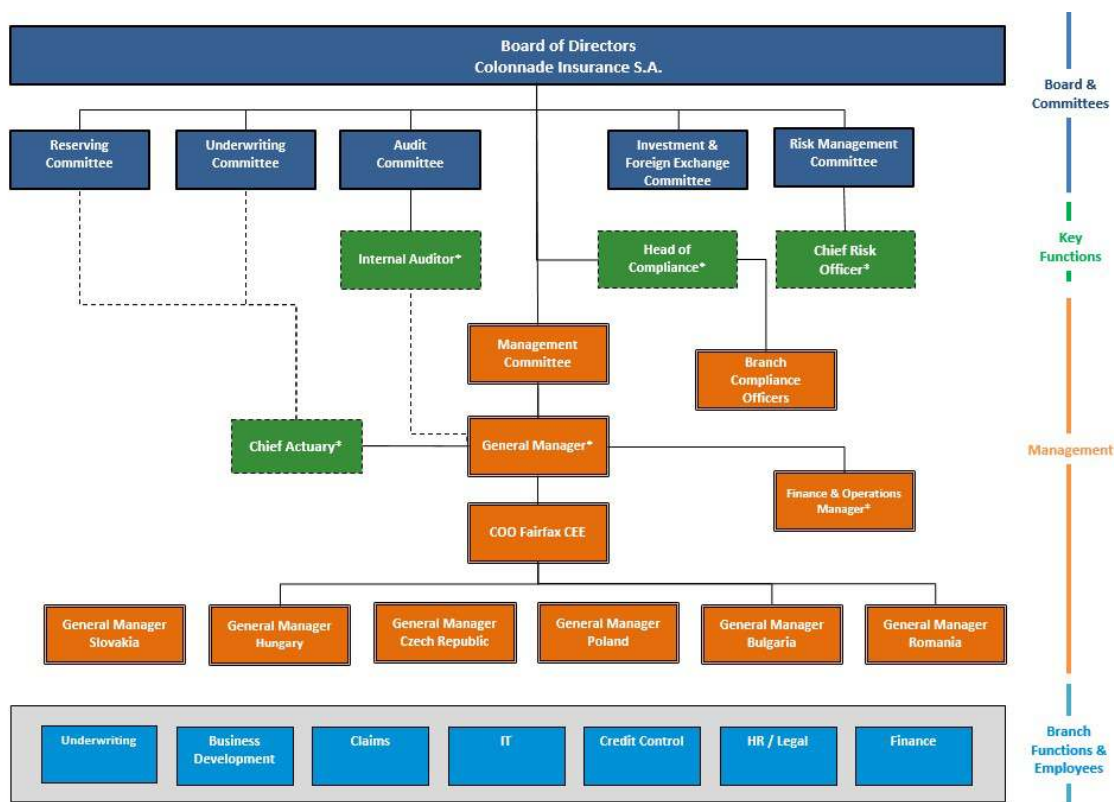 Board of Directors
Colonnade Insurance S.A.
Board &
Committees
Reserving
Committee
Underwriting
Committee
Audit
Committee
Investment &
Foreign Exchange
Committee
Risk Management
Committee
Key
Functions
Internal Auditor*
Head of
Compliance*
Chief Risk
Officer*
Management
Committee
Branch
Compliance
Officers
Chief Actuary*
General Manager*
Management
Finance & Operations
Manager*
COO Fairfax CEE
General Manager
Slovakia
General Manager
Hungary
General Manager
Czech Republic
General Manager
Poland
General Manager
Bulgaria
General Manager
Romania
Branch
Functions &
Employees
Underwriting
Business
Development
Claims
IT
Credit Control
HR / Legal
Finance